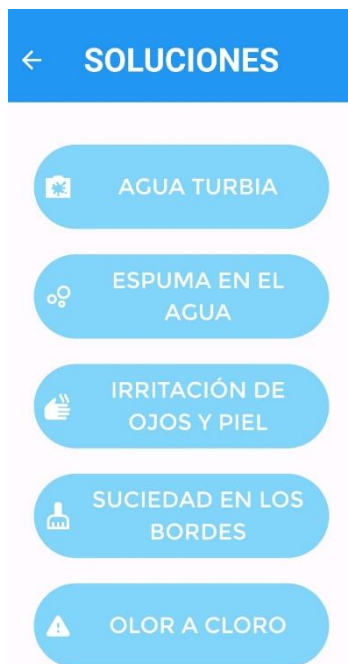 SOLUCIONES
AGUA TURBIA
ESPUMA EN EL
AGUA
IRRITACIÓN DE
OJOS Y PIEL
SUCIEDAD EN LOS
BORDES
OLOR A CLORO